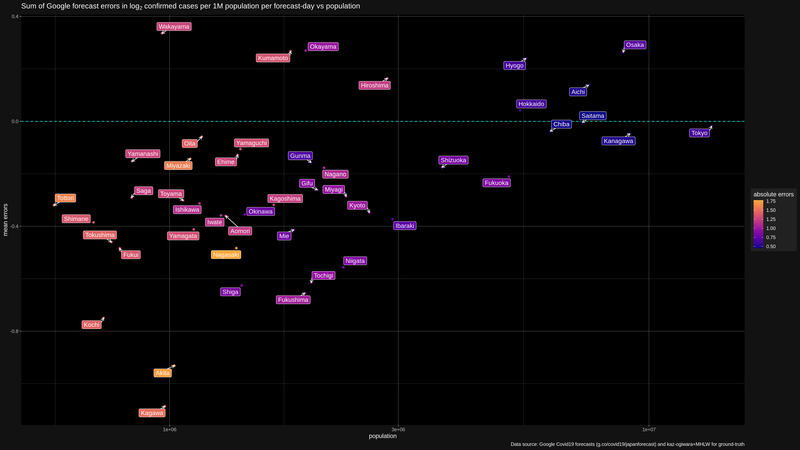 Sum of Google forecast errors in log2 confirmed cases per 1M population per forecast-day vs population
0.4
Wakayama
Osaka
Okayama
Kumamoto
Hyogo
Hiroshima
Aichi
Hokkaido
Saitama
0.0
Chiba
Tokyo
Kanagawa
Oita
Yamaguchi
Yamanashi
Gunma
Shizuoka
Ehime
Miyazaki
Nagano
Gifu
Fukuoka
Saga
Miyagi
Toyama
absolute errors
Tottori
Kagoshima
1.75
Kyoto
1.50
Ishikawa
Okinawa
1.25
Shimane
Iwate
1.00
mean errors
-0.4
Ibaraki
Aomori
0.75
Tokushima
Yamagata
Mie
0.50
Fukui
Nagasaki
Niigata
Tochigi
Shiga
Fukushima
Kochi
-0.8
Akita
Kagawa
1e+06
3e+06
1e+07
population
Data source: Google Covid19 forecasts (g.co/covid19/japanforecast) and kaz-ogiwara+MHLW for ground-truth